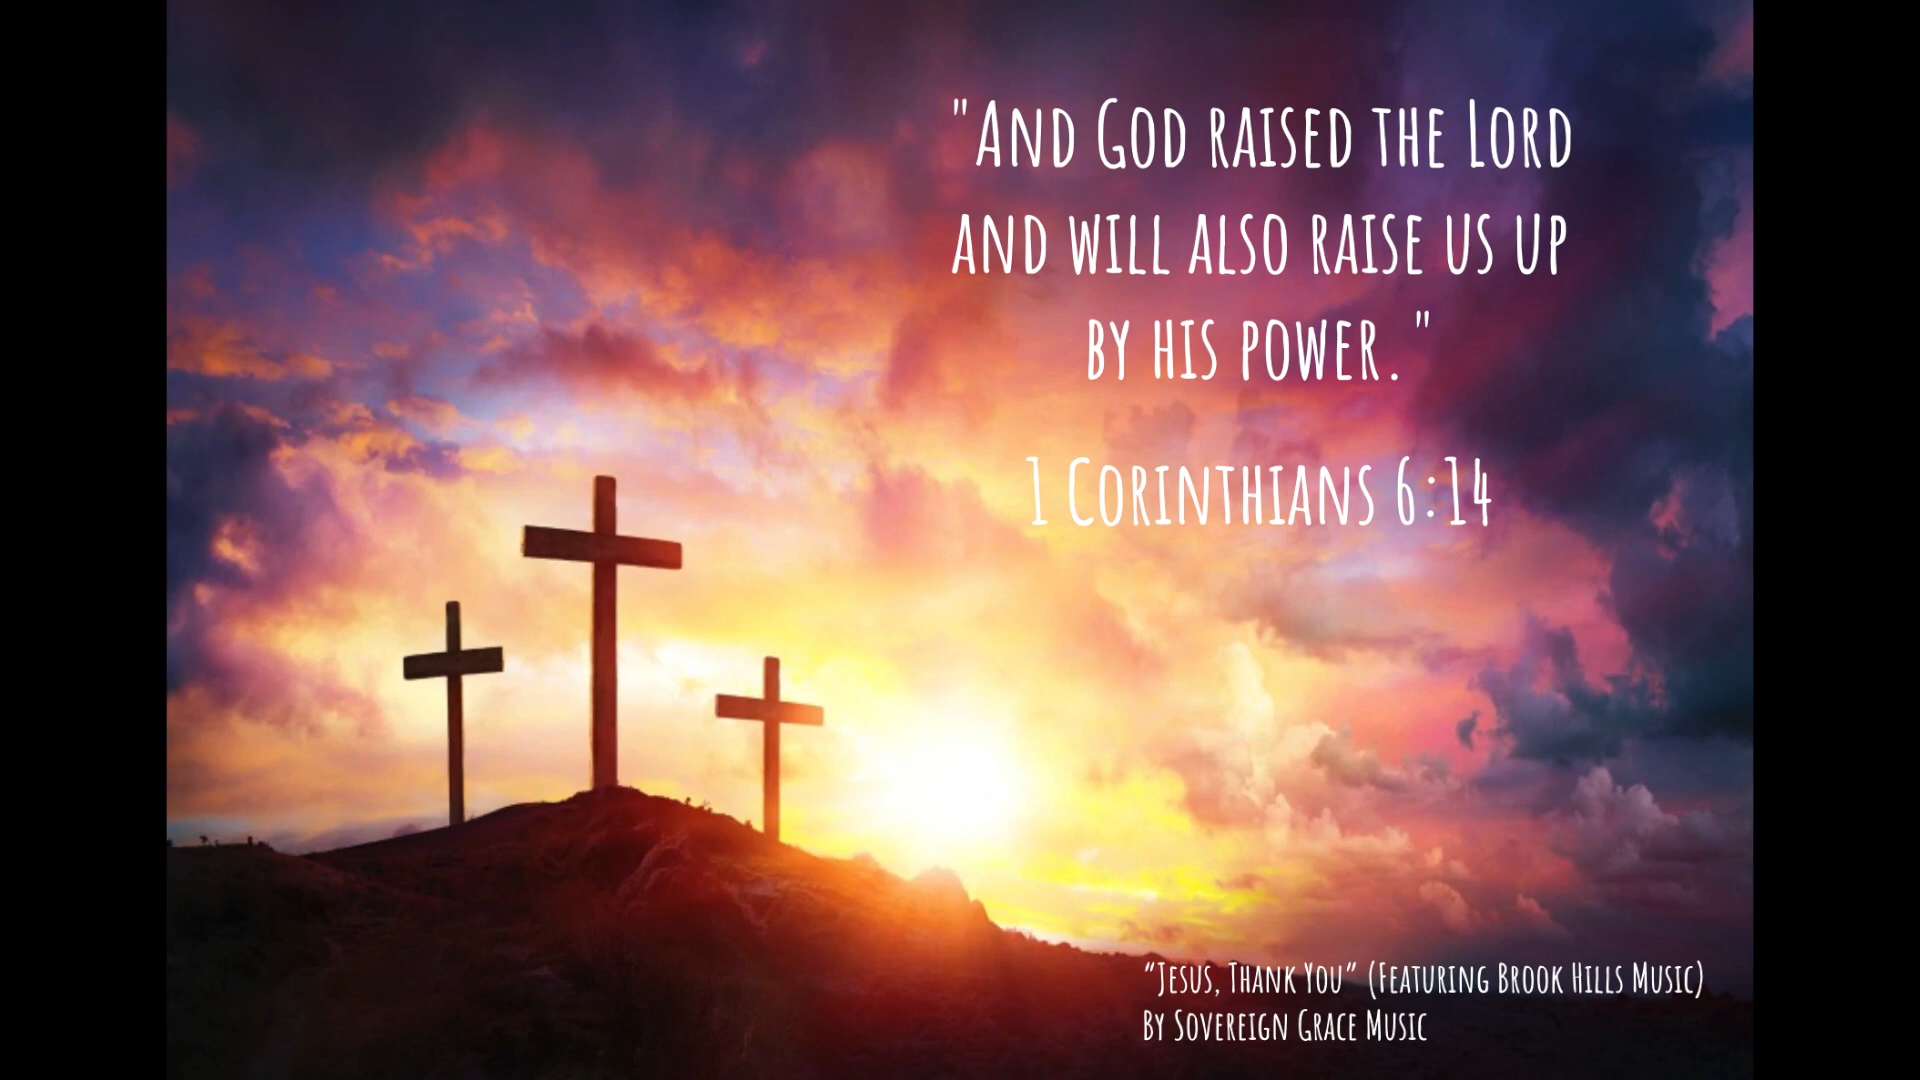 "And God raised the Lord
and will also raise us up
by his power."
1 Corinthians 6:14
“Jesus, Thank You” (Featuring Brook Hills Music)
by Sovereign Grace Music